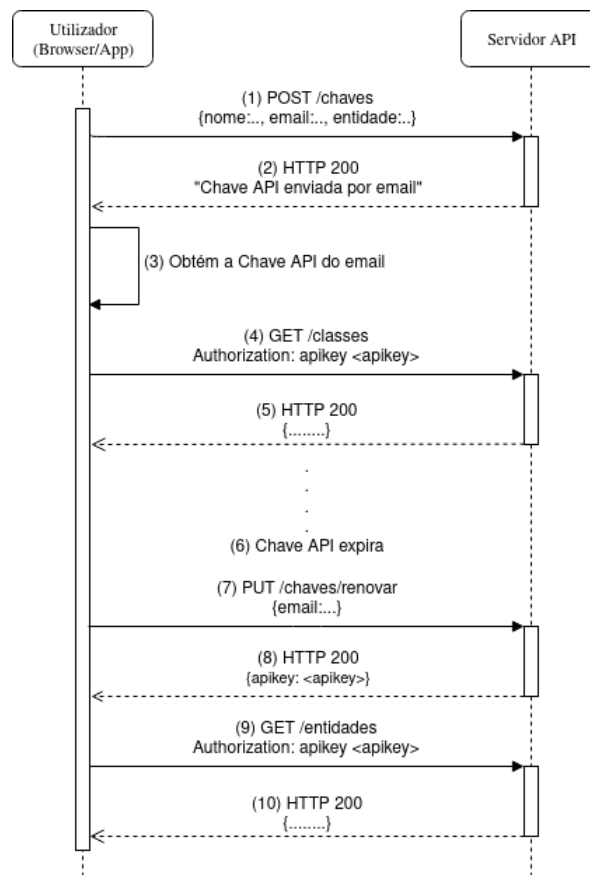 Utilizador
(Browser/App)
Servidor API
(1) POST /chaves
{nome:.., email:.., entidade:..}
(2) HTTP 200
"Chave API enviada por email"
(3) Obtém a Chave API do email
(4) GET /classes
Authorization: apikey <apikey>
(5) HTTP 200
{........}
.
.
.
.
(6) Chave API expira
(7) PUT /chaves/renovar
{email:...}
(8) HTTP 200
{apikey: <apikey>}
(9) GET /entidades
Authorization: apikey <apikey>
(10) HTTP 200
{........}